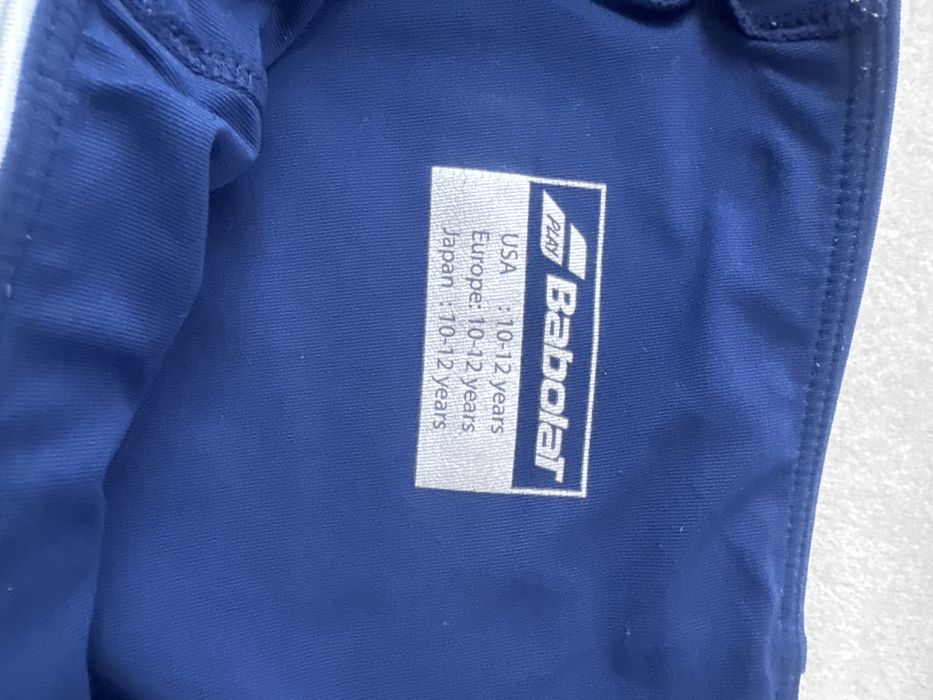 PLAY Babolat
USA : 10-12 years
Europe: 10-12 years
Japan : 10-12 years